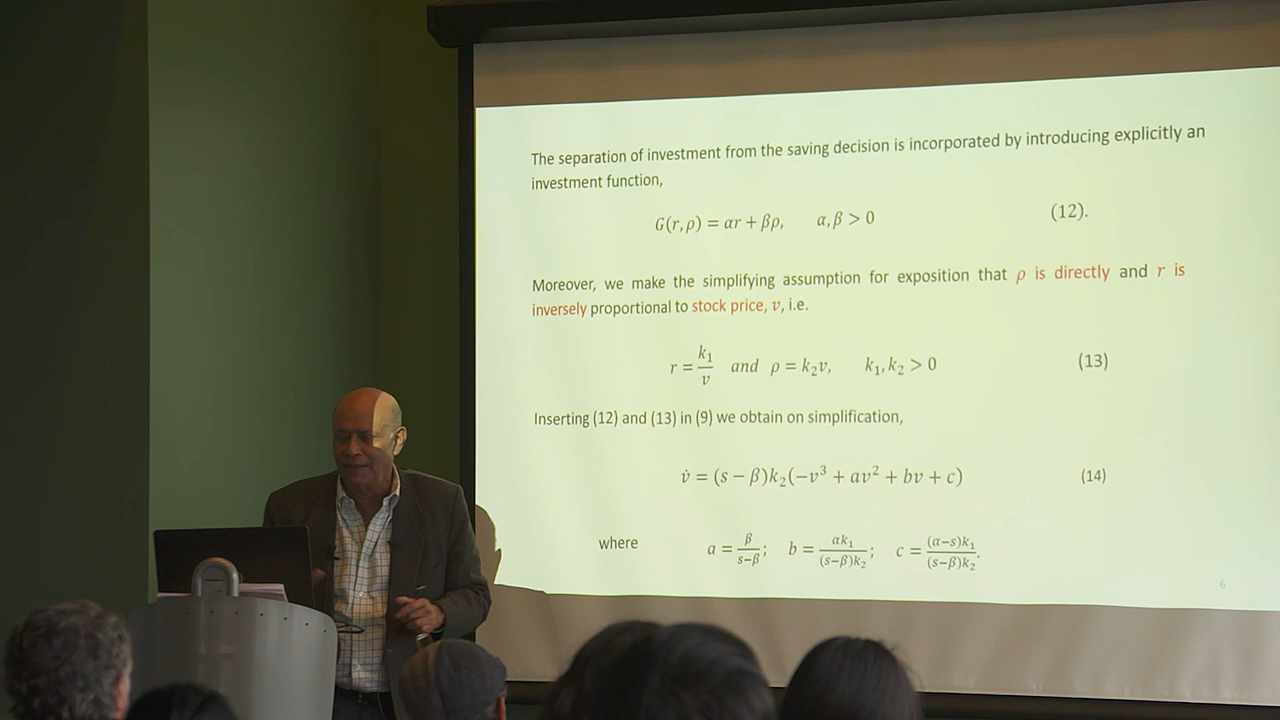 The separation of investment from the saving decision is incorporated by introducing explicitly an
investment function,
G(r,ρ) = αr + βρ, α,β > 0 (12).
Moreover, we make the simplifying assumption for exposition that ρ is directly and r is
inversely proportional to stock price, v, i.e.
r = k₁/v and ρ = k₂v, k₁,k₂ > 0 (13)
Inserting (12) and (13) in (9) we obtain on simplification,
v̇ = (s − β)k₂(−v³ + av² + bv + c) (14)
where a = β/(s−β); b = αk₁/((s−β)k₂); c = (α−s)k₁/((s−β)k₂).
6